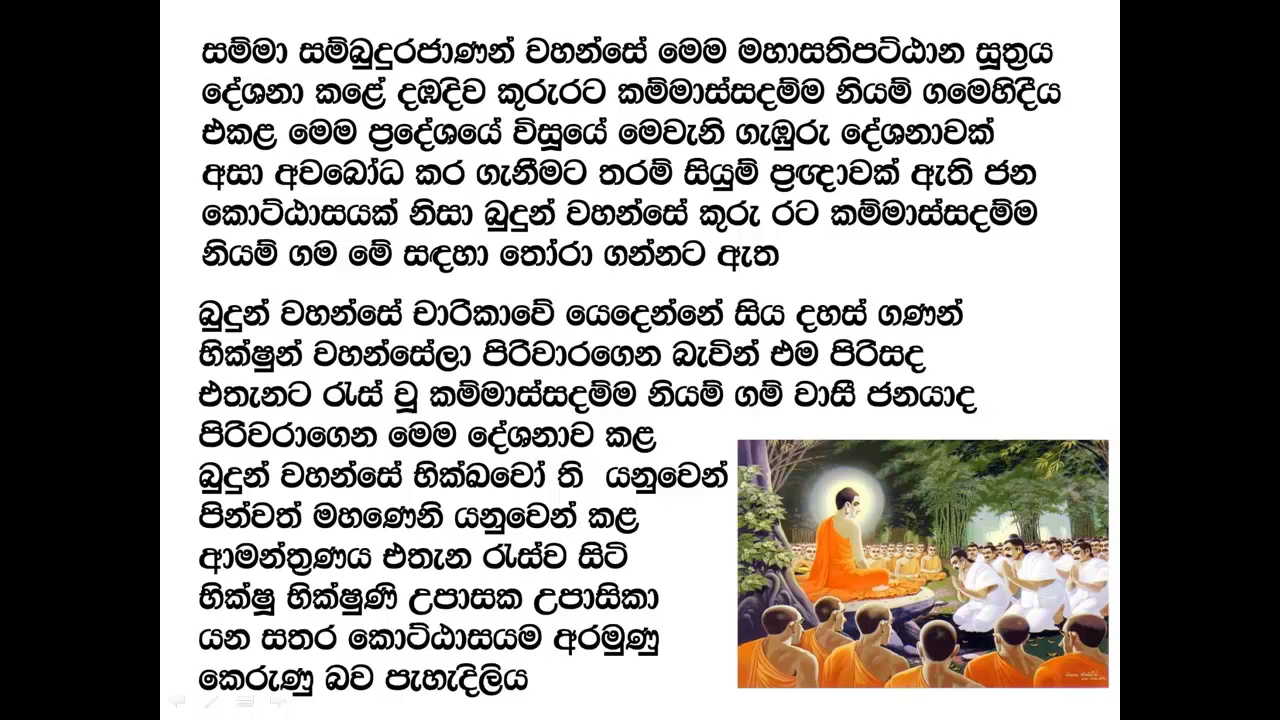 සම්මා සම්බුදුරජාණන් වහන්සේ මෙම මහාසතිපට්ඨාන සූත්‍රය
දේශනා කළේ දඹදිව කුරුරට කම්මාස්සදම්ම නියම් ගමෙහිදීය
එකළ මෙම ප්‍රදේශයේ විසූයේ මෙවැනි ගැඹුරු දේශනාවක්
අසා අවබෝධ කර ගැනීමට තරම් සියුම් ප්‍රඥාවක් ඇති ජන
කොට්ඨාසයක් නිසා බුදුන් වහන්සේ කුරු රට කම්මාස්සදම්ම
නියම් ගම මේ සඳහා තෝරා ගන්නට ඇත
බුදුන් වහන්සේ චාරිකාවේ යෙදෙන්නේ සිය දහස් ගණන්
භික්ෂුන් වහන්සේලා පිරිවාරගෙන බැවින් එම පිරිසද
එතැනට රැස් වූ කම්මාස්සදම්ම නියම් ගම් වාසී ජනයාද
පිරිවරාගෙන මෙම දේශනාව කළ
බුදුන් වහන්සේ භික්ඛවෝ ති යනුවෙන්
පින්වත් මහණෙනි යනුවෙන් කළ
ආමන්ත්‍රණය එතැන රැස්ව සිටි
භික්ෂු භික්ෂුණි උපාසක උපාසිකා
යන සතර කොට්ඨාසයම අරමුණු
කෙරුණු බව පැහැදිලිය